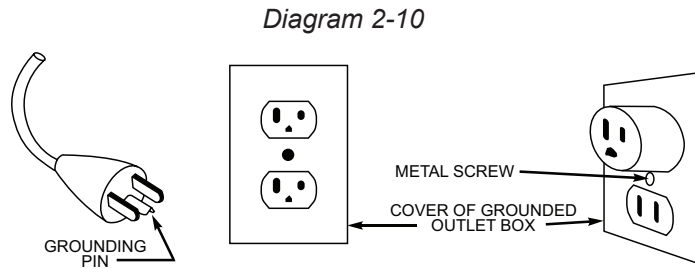 Diagram 2-10
METAL SCREW
COVER OF GROUNDED
OUTLET BOX
GROUNDING
PIN